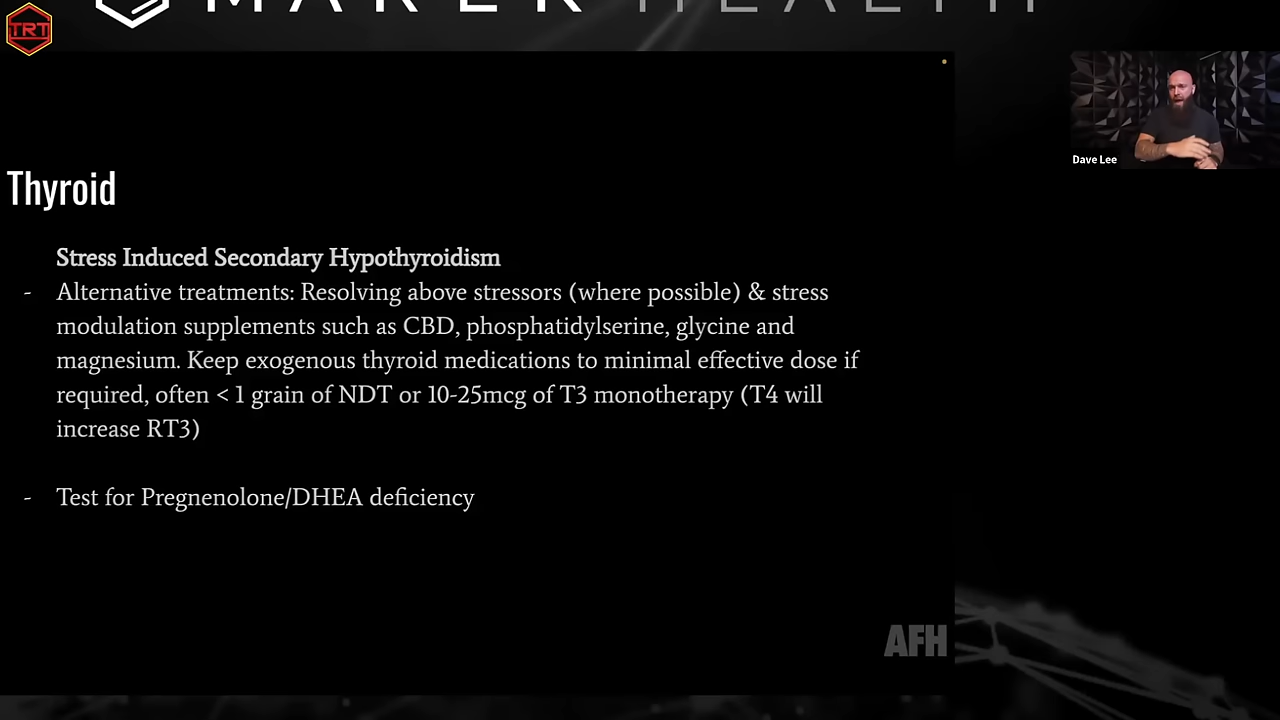 MAREK HEALTH
TRT
Dave Lee
Thyroid
Stress Induced Secondary Hypothyroidism
- Alternative treatments: Resolving above stressors (where possible) & stress
modulation supplements such as CBD, phosphatidylserine, glycine and
magnesium. Keep exogenous thyroid medications to minimal effective dose if
required, often < 1 grain of NDT or 10-25mcg of T3 monotherapy (T4 will
increase RT3)
- Test for Pregnenolone/DHEA deficiency
AFH